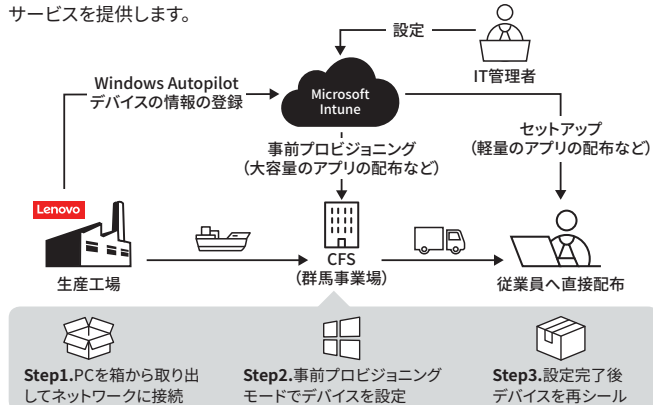 サービスを提供します。
設定
IT管理者
Windows Autopilot
デバイスの情報の登録
Microsoft
Intune
セットアップ
(軽量のアプリの配布など)
事前プロビジョニング
(大容量のアプリの配布など)
Lenovo
生産工場
CFS
(群馬事業場)
従業員へ直接配布
Step1.PCを箱から取り出
してネットワークに接続
Step2.事前プロビジョニング
モードでデバイスを設定
Step3.設定完了後
デバイスを再シール